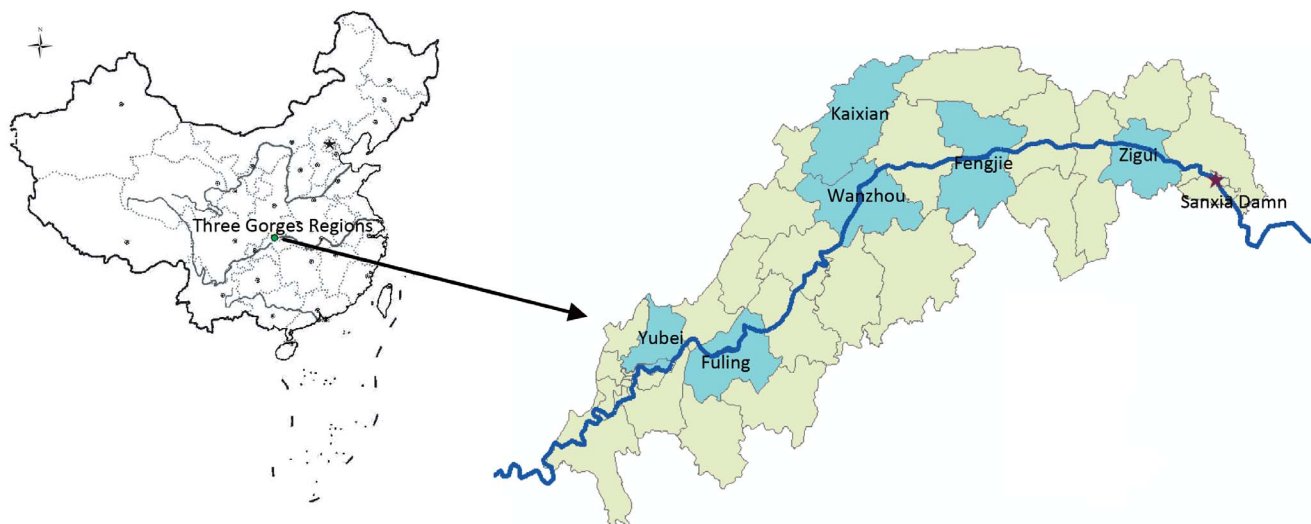 N
Three Gorges Regions
Kaixian
Fengjie
Zigui
Wanzhou
Sanxia Damn
Yubei
Fuling